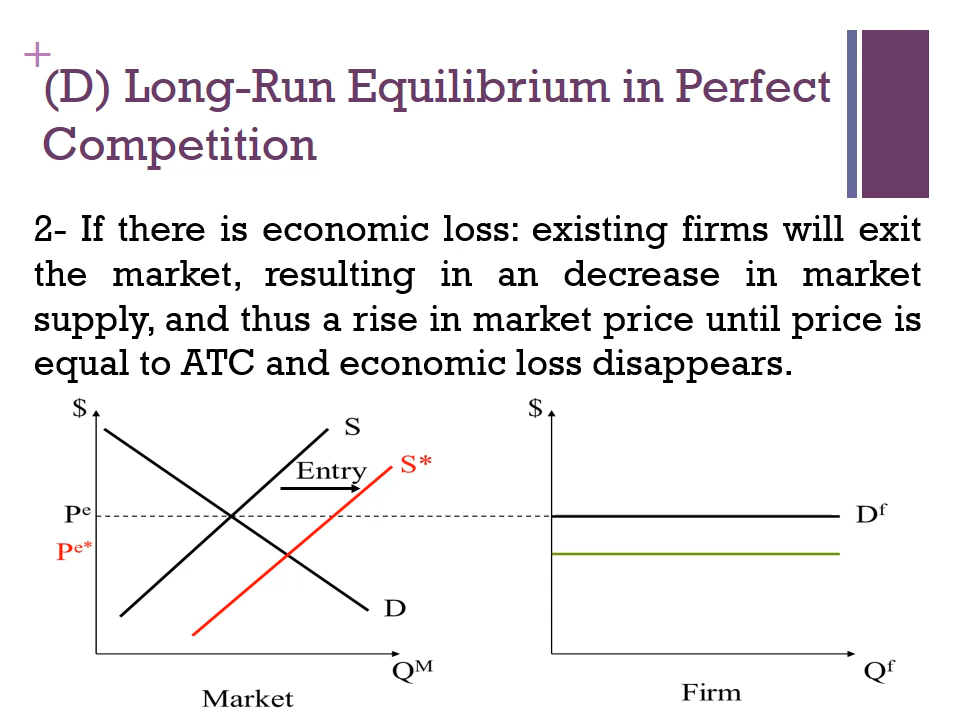 +
(D) Long-Run Equilibrium in Perfect
Competition
2- If there is economic loss: existing firms will exit
the market, resulting in an decrease in market
supply, and thus a rise in market price until price is
equal to ATC and economic loss disappears.
$
S
Entry
S*
Pᵉ
Pᵉ*
D
Qᴹ
Market
$
Dᶠ
Qᶠ
Firm